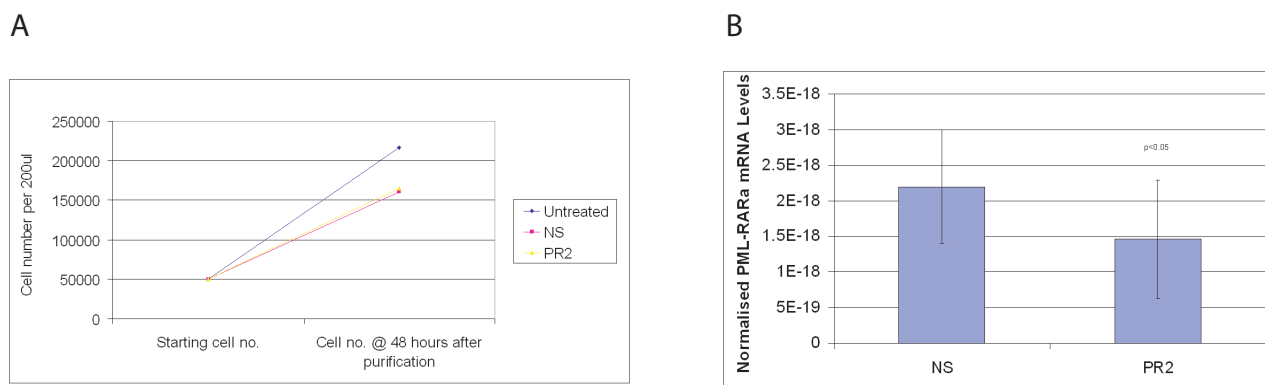 A
250000
200000
150000
100000
50000
0
Cell number per 200ul
Starting cell no.
Cell no. @ 48 hours after
purification
Untreated
NS
PR2
B
3.5E-18
3E-18
2.5E-18
2E-18
1.5E-18
1E-18
5E-19
0
Normalised PML-RARa mRNA Levels
p<0.05
NS
PR2